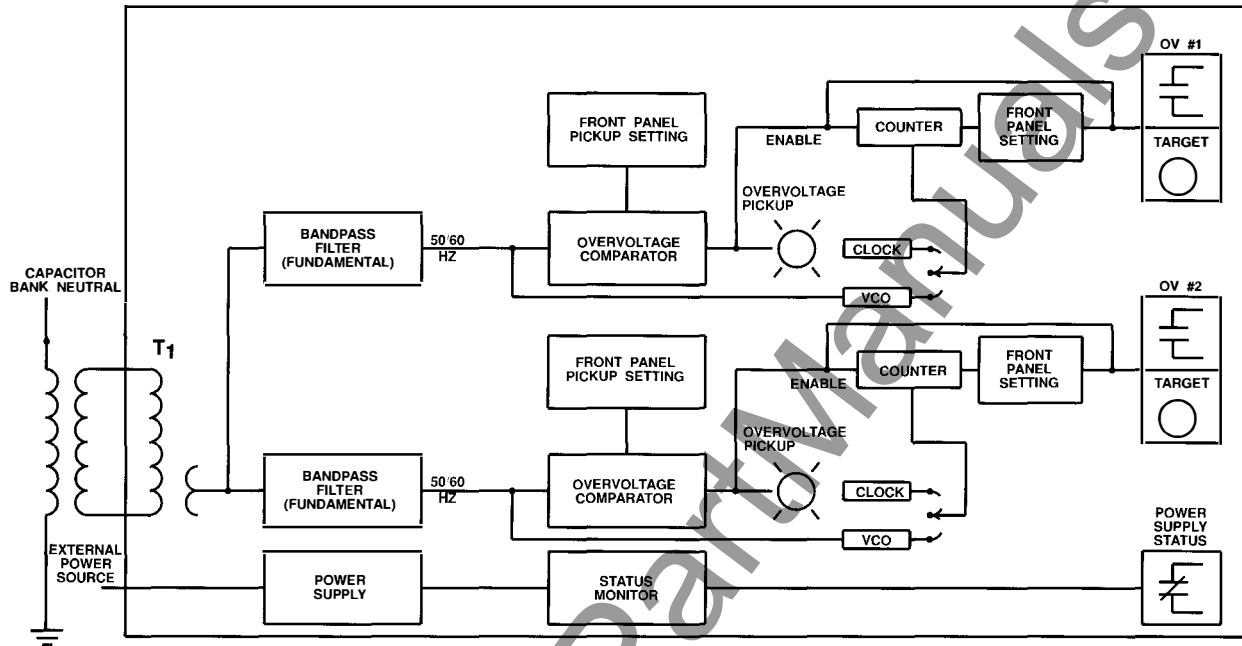 OV #1
FRONT PANEL
PICKUP SETTING
ENABLE
COUNTER
FRONT
PANEL
SETTING
TARGET
OVERVOLTAGE
PICKUP
BANDPASS
FILTER
(FUNDAMENTAL)
50/60
HZ
OVERVOLTAGE
COMPARATOR
CLOCK
VCO
CAPACITOR
BANK NEUTRAL
T1
OV #2
FRONT PANEL
PICKUP SETTING
ENABLE
COUNTER
FRONT
PANEL
SETTING
TARGET
OVERVOLTAGE
PICKUP
BANDPASS
FILTER
(FUNDAMENTAL)
50/60
HZ
OVERVOLTAGE
COMPARATOR
CLOCK
VCO
EXTERNAL
POWER
SOURCE
POWER
SUPPLY
STATUS
MONITOR
POWER
SUPPLY
STATUS
PartManuals